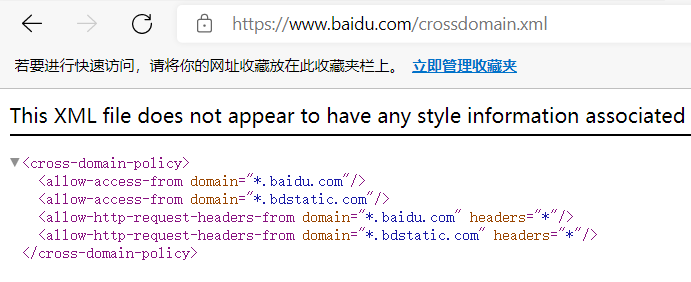 https://www.baidu.com/crossdomain.xml
若要进行快速访问，请将你的网址收藏放在此收藏夹栏上。 立即管理收藏夹
This XML file does not appear to have any style information associated
▼<cross-domain-policy>
<allow-access-from domain="*.baidu.com"/>
<allow-access-from domain="*.bdstatic.com"/>
<allow-http-request-headers-from domain="*.baidu.com" headers="*"/>
<allow-http-request-headers-from domain="*.bdstatic.com" headers="*"/>
</cross-domain-policy>